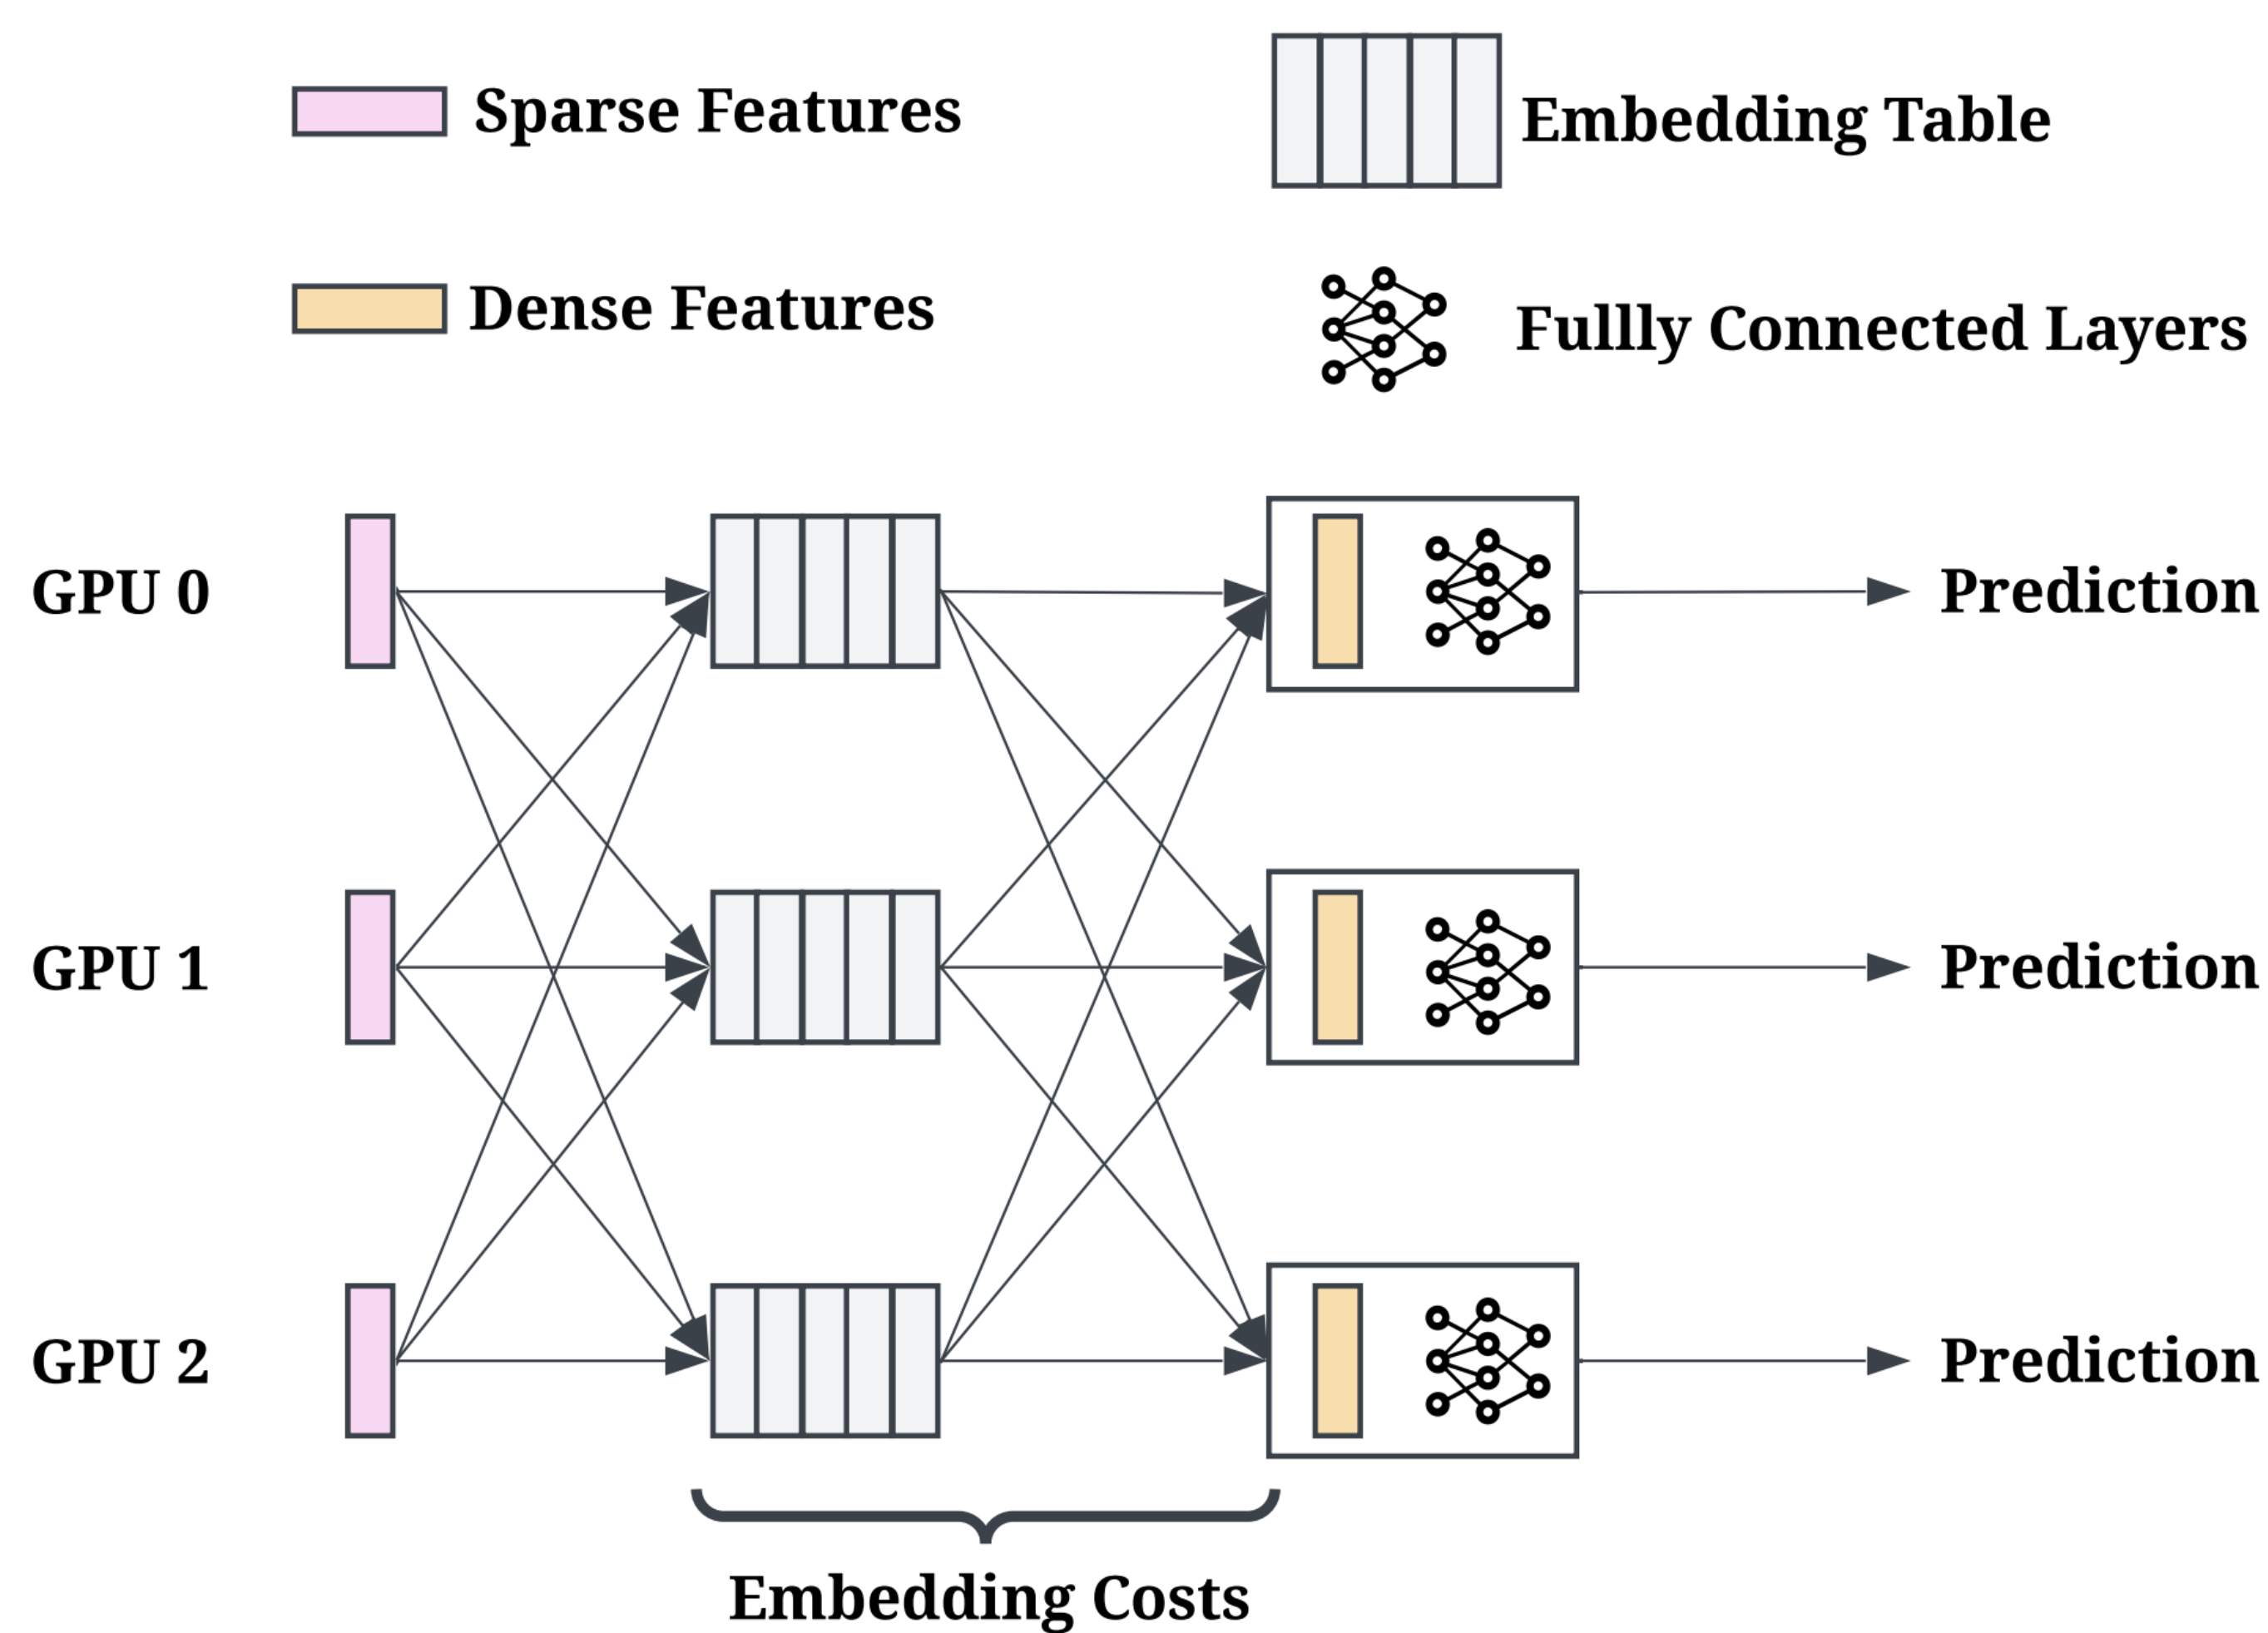 Sparse Features
Embedding Table
Dense Features
Fullly Connected Layers
GPU 0
Prediction
GPU 1
Prediction
GPU 2
Prediction
Embedding Costs